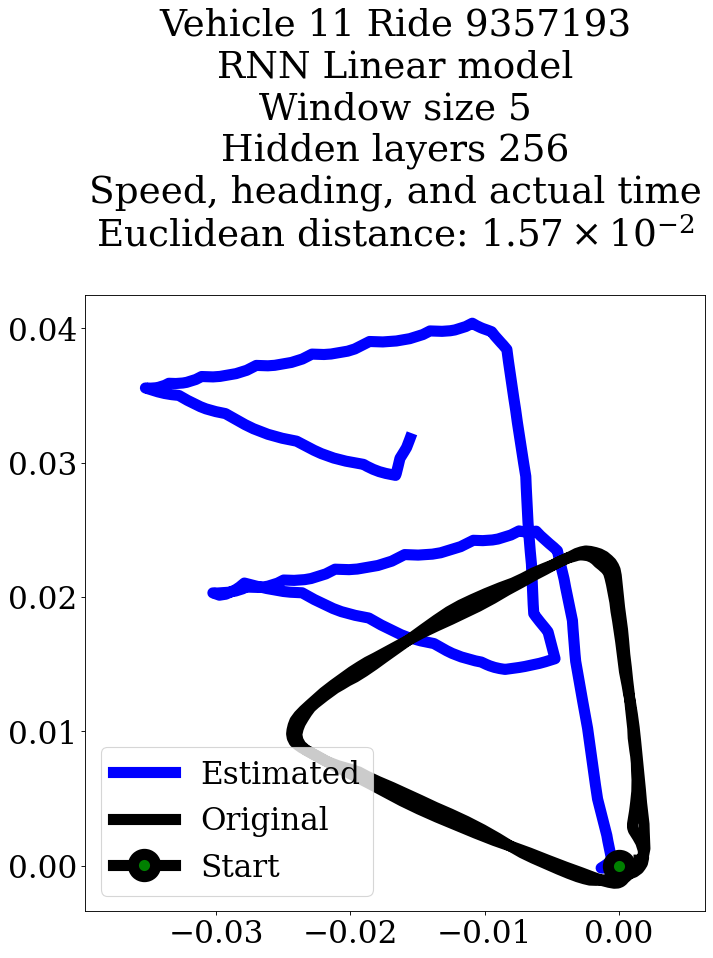 Vehicle 11 Ride 9357193
RNN Linear model
Window size 5
Hidden layers 256
Speed, heading, and actual time
Euclidean distance: 1.57 × 10⁻²
0.04
0.03
0.02
0.01
0.00
Estimated
Original
Start
−0.03 −0.02 −0.01 0.00